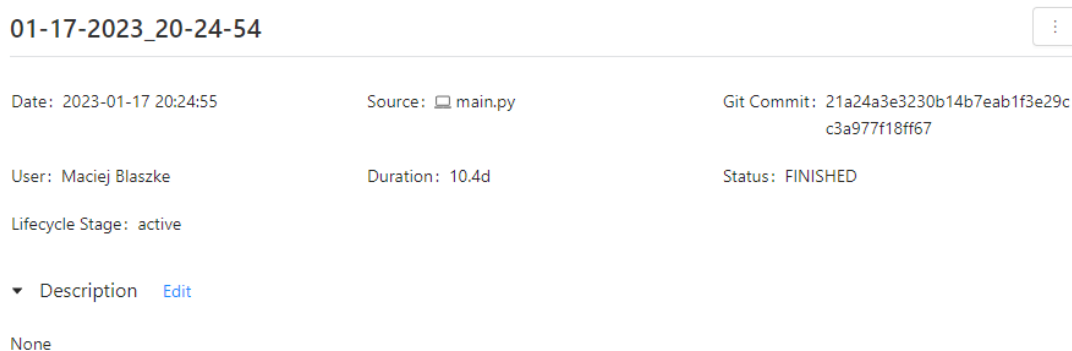 01-17-2023_20-24-54
Date: 2023-01-17 20:24:55
Source: main.py
Git Commit: 21a24a3e3230b14b7eab1f3e29c
c3a977f18ff67
User: Maciej Blaszke
Duration: 10.4d
Status: FINISHED
Lifecycle Stage: active
Description Edit
None